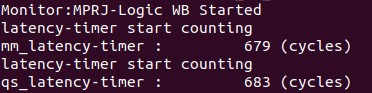 Monitor:MPRJ-Logic WB Started
latency-timer start counting
mm_latency-timer :        679 (cycles)
latency-timer start counting
qs_latency-timer :        683 (cycles)